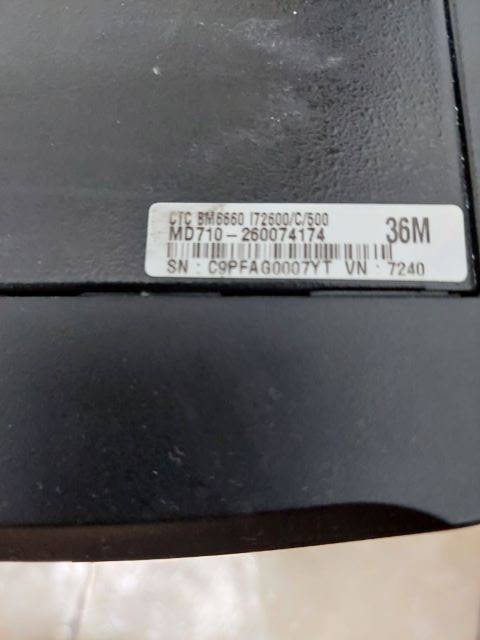 CTC BM6660 I72600/C/500
MD710-260074174 36M
SN : C9PFAG0007YT VN : 7240